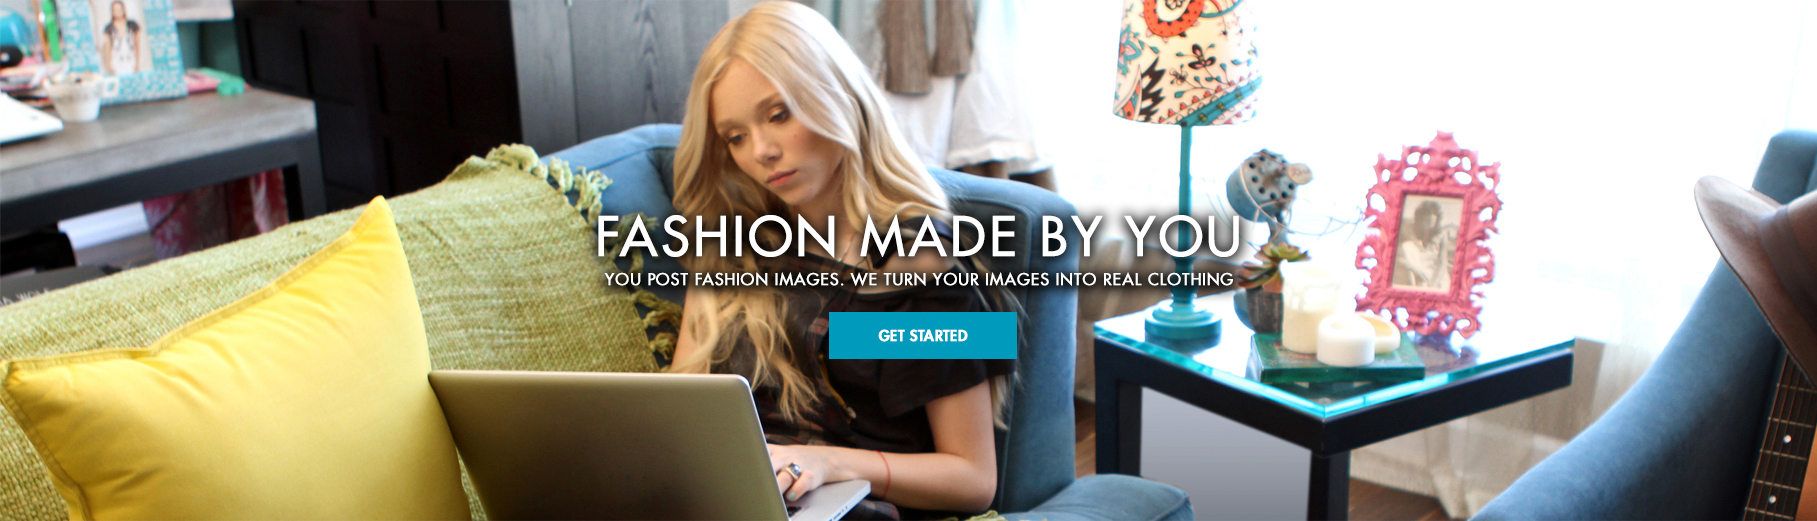 FASHION MADE BY YOU
YOU POST FASHION IMAGES. WE TURN YOUR IMAGES INTO REAL CLOTHING
GET STARTED